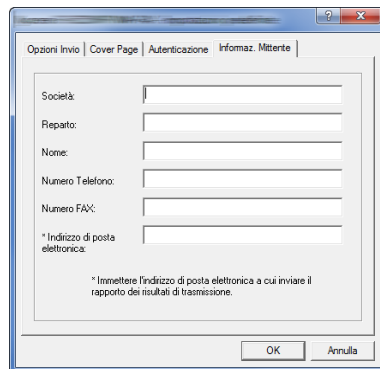 Opzioni Invio Cover Page Autenticazione Informaz. Mittente
Società:
Reparto:
Nome:
Numero Telefono:
Numero FAX:
* Indirizzo di posta
elettronica:
* Immettere l'indirizzo di posta elettronica a cui inviare il
rapporto dei risultati di trasmissione.
OK Annulla